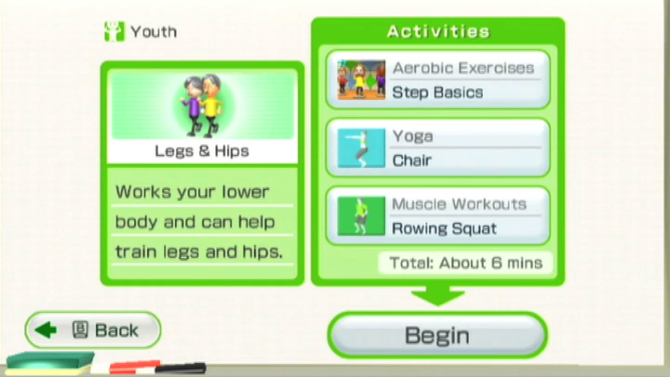 Youth
Legs & Hips
Works your lower
body and can help
train legs and hips.
Activities
Aerobic Exercises
Step Basics
Yoga
Chair
Muscle Workouts
Rowing Squat
Total: About 6 mins
B Back
Begin